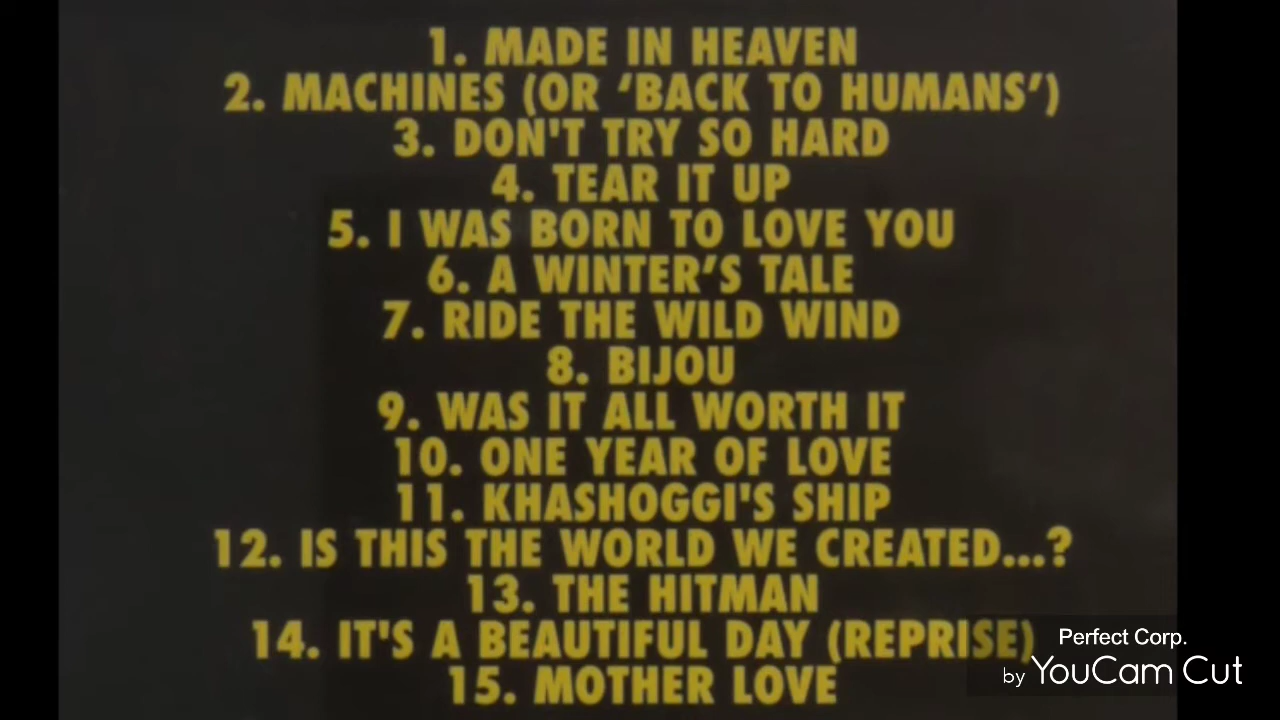 1. MADE IN HEAVEN
2. MACHINES (OR ‘BACK TO HUMANS’)
3. DON'T TRY SO HARD
4. TEAR IT UP
5. I WAS BORN TO LOVE YOU
6. A WINTER’S TALE
7. RIDE THE WILD WIND
8. BIJOU
9. WAS IT ALL WORTH IT
10. ONE YEAR OF LOVE
11. KHASHOGGI'S SHIP
12. IS THIS THE WORLD WE CREATED...?
13. THE HITMAN
14. IT'S A BEAUTIFUL DAY (REPRISE)
15. MOTHER LOVE
Perfect Corp.
by YouCam Cut